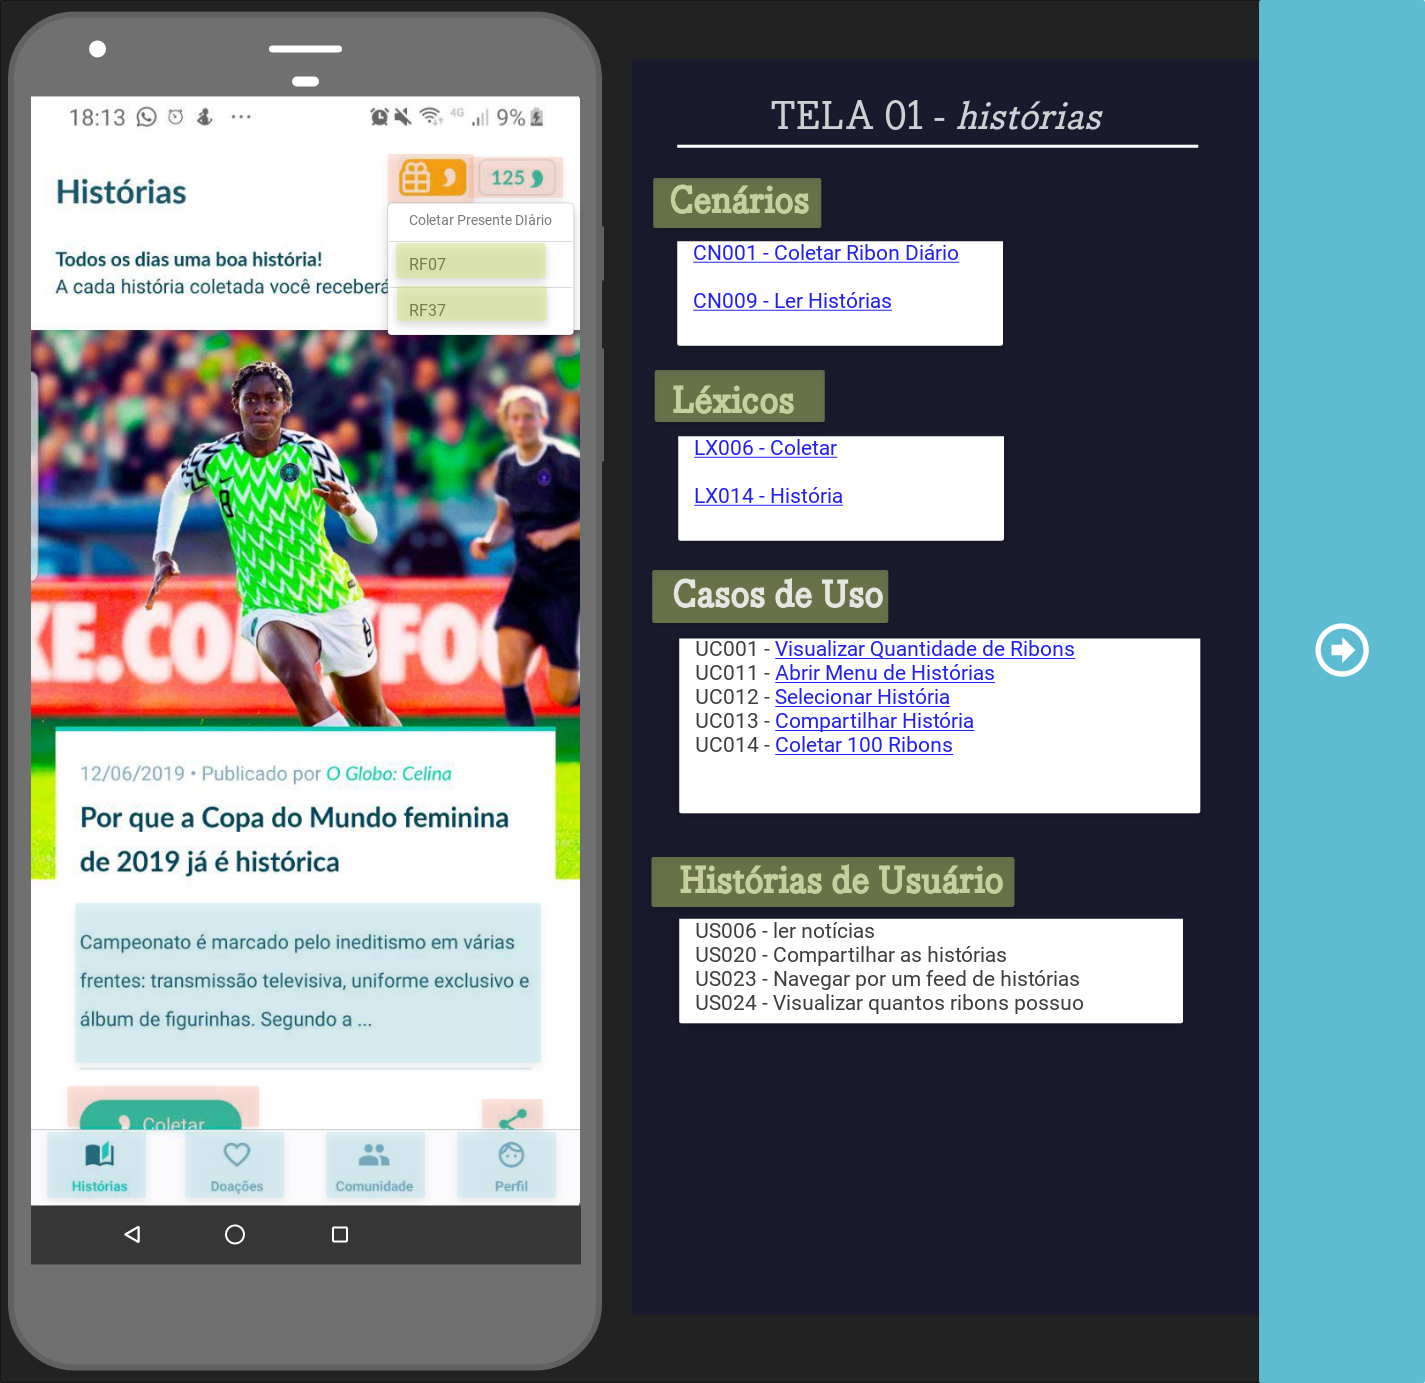 18:13
4G
9%
Histórias
125
Coletar Presente DIário
RF07
RF37
Todos os dias uma boa história!
A cada história coletada você receberá
KE.CO
FO
8
6
12/06/2019 • Publicado por O Globo: Celina
Por que a Copa do Mundo feminina
de 2019 já é histórica
Campeonato é marcado pelo ineditismo em várias
frentes: transmissão televisiva, uniforme exclusivo e
álbum de figurinhas. Segundo a ...
Coletar
Histórias
Doações
Comunidade
Perfil
TELA 01 - histórias
Cenários
CN001 - Coletar Ribon Diário
CN009 - Ler Histórias
Léxicos
LX006 - Coletar
LX014 - História
Casos de Uso
UC001 - Visualizar Quantidade de Ribons
UC011 - Abrir Menu de Histórias
UC012 - Selecionar História
UC013 - Compartilhar História
UC014 - Coletar 100 Ribons
Histórias de Usuário
US006 - ler notícias
US020 - Compartilhar as histórias
US023 - Navegar por um feed de histórias
US024 - Visualizar quantos ribons possuo